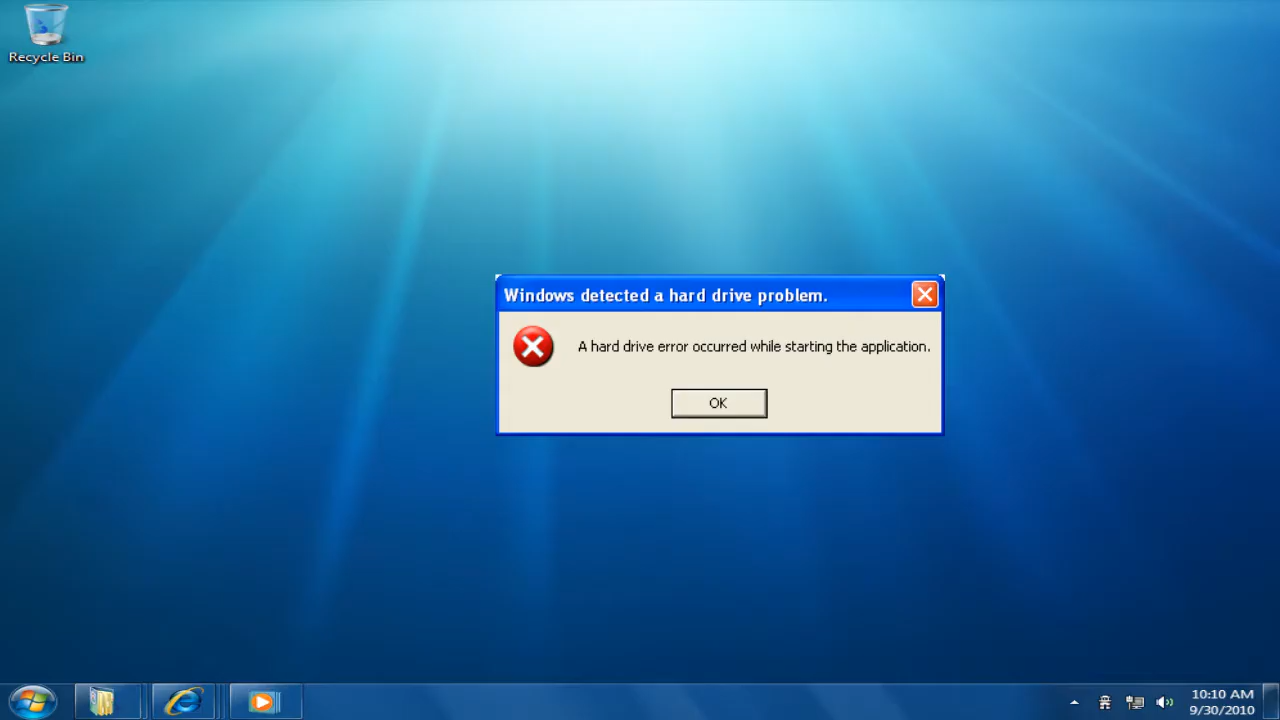 Recycle Bin
Windows detected a hard drive problem.
A hard drive error occurred while starting the application.
OK
10:10 AM
9/30/2010